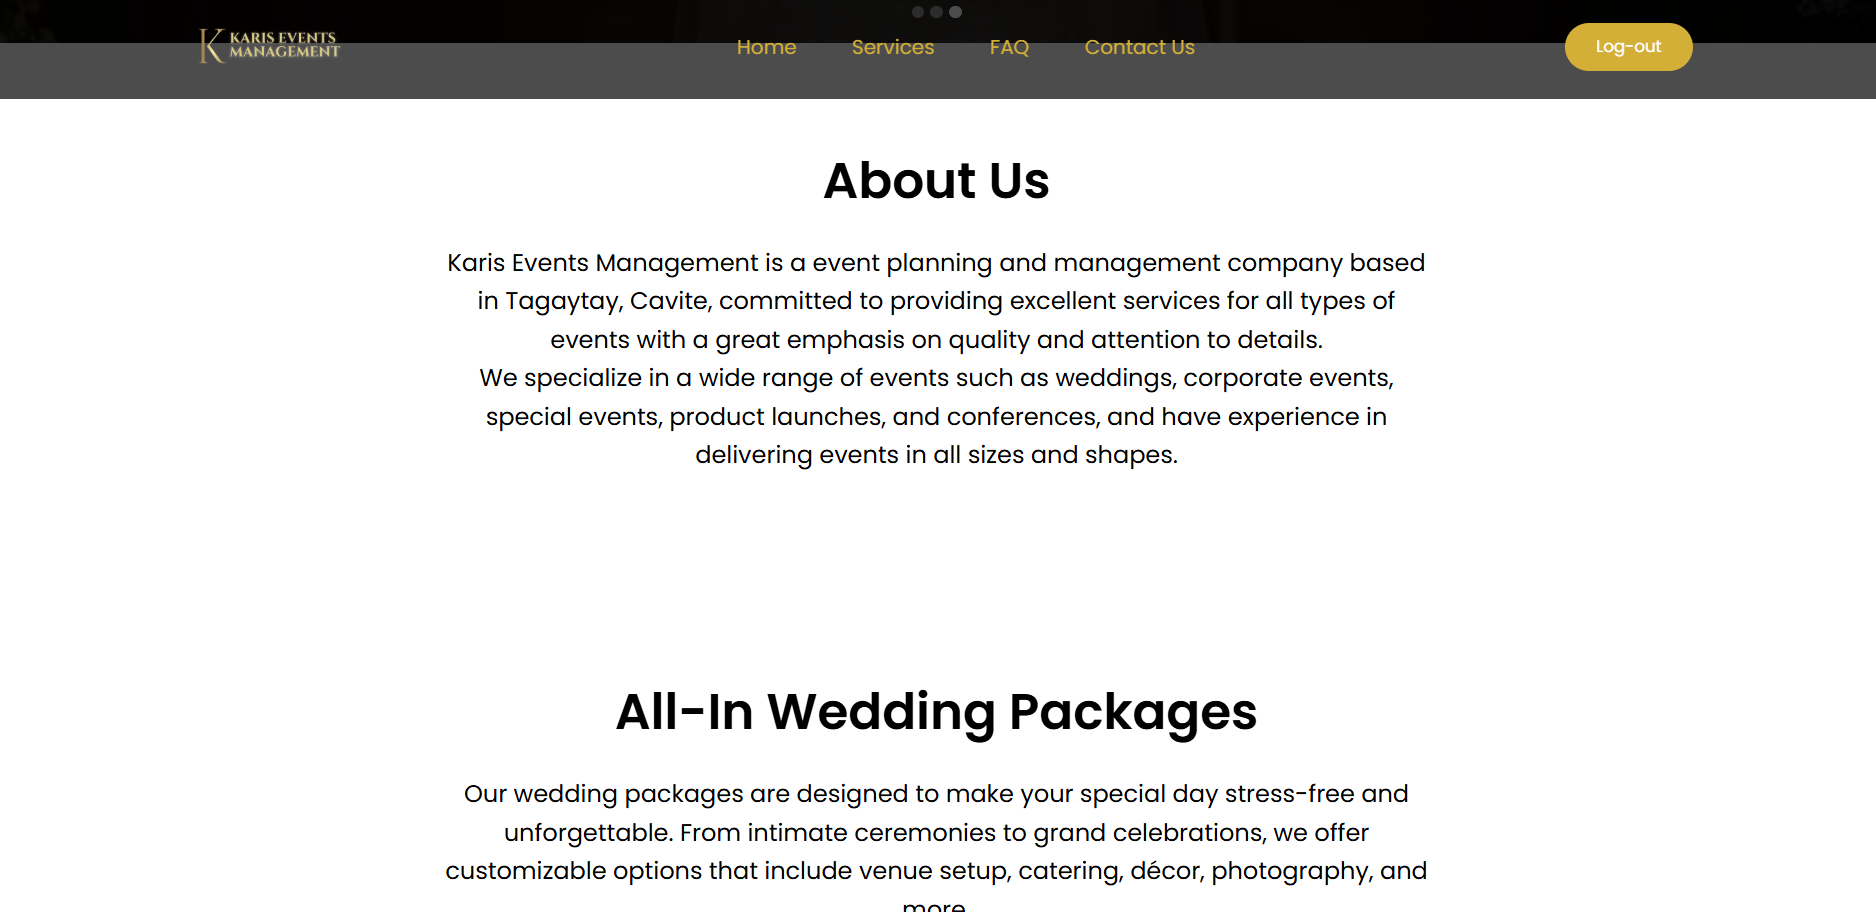 KARIS EVENTS
MANAGEMENT
Home
Services
FAQ
Contact Us
Log-out
About Us
Karis Events Management is a event planning and management company based
in Tagaytay, Cavite, committed to providing excellent services for all types of
events with a great emphasis on quality and attention to details.
We specialize in a wide range of events such as weddings, corporate events,
special events, product launches, and conferences, and have experience in
delivering events in all sizes and shapes.
All-In Wedding Packages
Our wedding packages are designed to make your special day stress-free and
unforgettable. From intimate ceremonies to grand celebrations, we offer
customizable options that include venue setup, catering, décor, photography, and
more